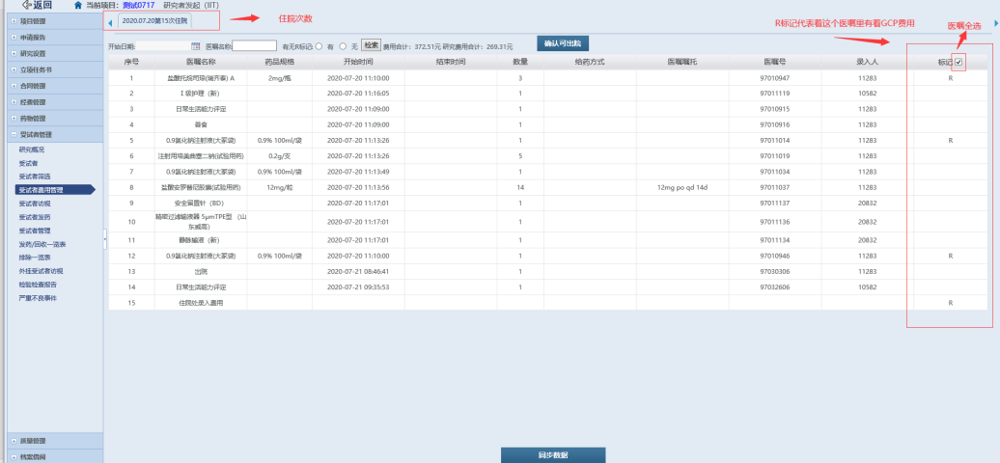 返回 当前项目: 测试0717 研究者发起 (IIT)
2020.07.20第15次住院
住院次数
R标记代表着这个医嘱里有着GCP费用
医嘱全选
项目管理
申请报告
研究设置
立项任务书
合同管理
经费管理
药物管理
受试者管理
研究概况
受试者
受试者筛选
受试者费用管理
受试者访视
受试者发药
受试者管理
发药/回收一览表
排除一览表
外挂受试者访视
检验检查报告
严重不良事件
质量管理
档案借阅
开始日期: 医嘱名称: 有无R标记: 有 无 检索 费用合计: 372.51元 研究费用合计: 269.31元 确认可出院
序号 医嘱名称 药品规格 开始时间 结束时间 数量 给药方式 医嘱嘱托 医嘱号 录入人 标记
1 盐酸托烷司琼(瑞齐泰) A 2mg/瓶 2020-07-20 11:10:00 3 97010947 11283 R
2 I 级护理 (新) 2020-07-20 11:16:05 1 97011119 10582
3 日常生活能力评定 2020-07-20 11:09:00 1 97010915 11283
4 普食 2020-07-20 11:09:00 1 97010916 11283
5 0.9氯化钠注射液(大冢袋) 0.9% 100ml/袋 2020-07-20 11:13:26 1 97011014 11283 R
6 注射用培美曲塞二钠(试验用药) 0.2g/支 2020-07-20 11:13:26 5 97011019 11283
7 0.9氯化钠注射液(大冢袋) 0.9% 100ml/袋 2020-07-20 11:13:49 1 97011034 11283
8 盐酸安罗替尼胶囊(试验用药) 12mg/粒 2020-07-20 11:13:56 14 12mg po qd 14d 97011037 11283
9 安全留置针 (BD) 2020-07-20 11:17:01 1 97011137 20832
10 精密过滤输液器 5μmTPE型 (山东威高) 2020-07-20 11:17:01 1 97011136 20832
11 静脉输液 (新) 2020-07-20 11:17:01 1 97011134 20832
12 0.9氯化钠注射液(大冢袋) 0.9% 100ml/袋 2020-07-20 11:10:00 1 97010946 11283 R
13 出院 2020-07-21 08:46:41 1 97030306 11283
14 日常生活能力评定 2020-07-21 09:35:53 1 97032606 10582
15 住院处录入费用 R
同步数据